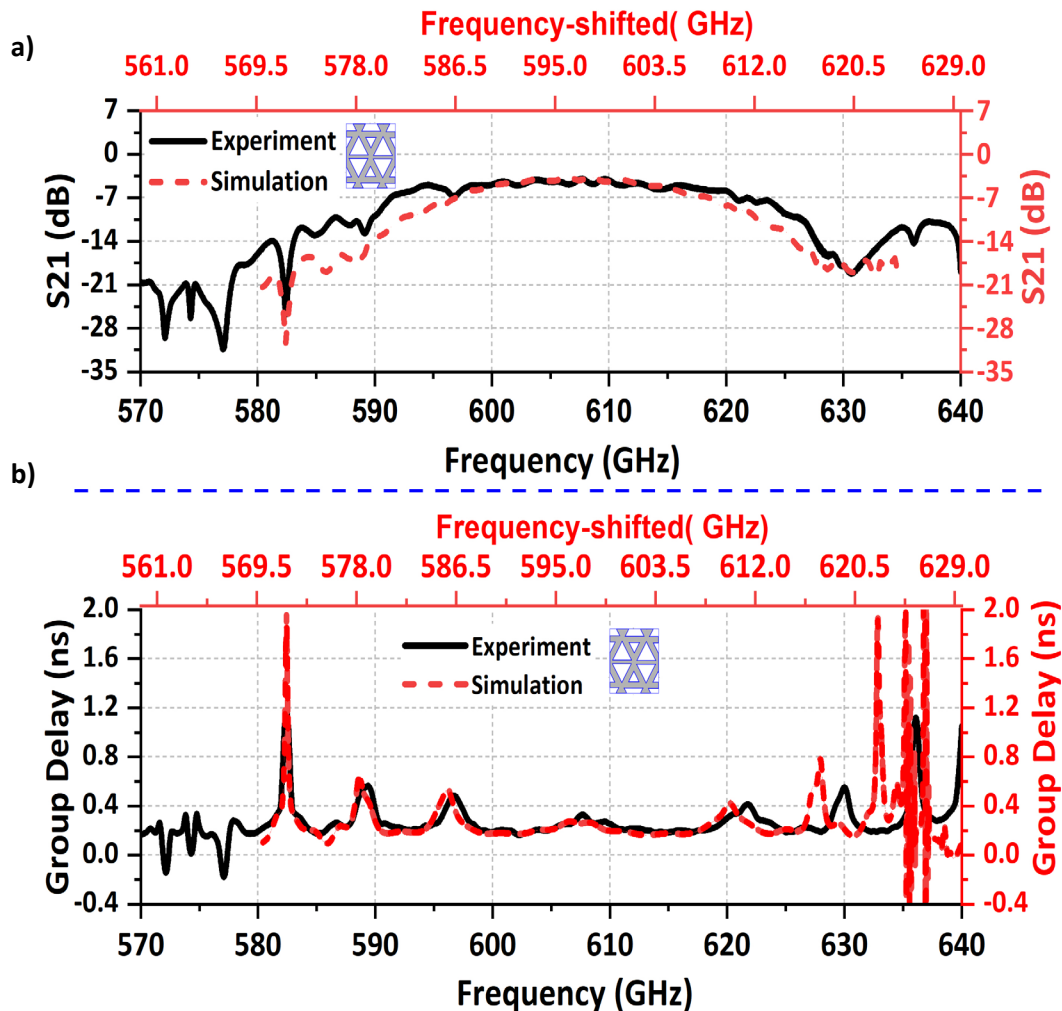 a)
Frequency-shifted( GHz)
561.0 569.5 578.0 586.5 595.0 603.5 612.0 620.5 629.0
7 7
Experiment
0 0
Simulation
-7 -7
-14 -14
-21 -21
-28 -28
-35 -35
S21 (dB)
S21 (dB)
570 580 590 600 610 620 630 640
Frequency (GHz)
b)
Frequency-shifted( GHz)
561.0 569.5 578.0 586.5 595.0 603.5 612.0 620.5 629.0
2.0 2.0
Experiment
1.6 1.6
Simulation
1.2 1.2
0.8 0.8
0.4 0.4
0.0 0.0
-0.4 -0.4
Group Delay (ns)
Group Delay (ns)
570 580 590 600 610 620 630 640
Frequency (GHz)